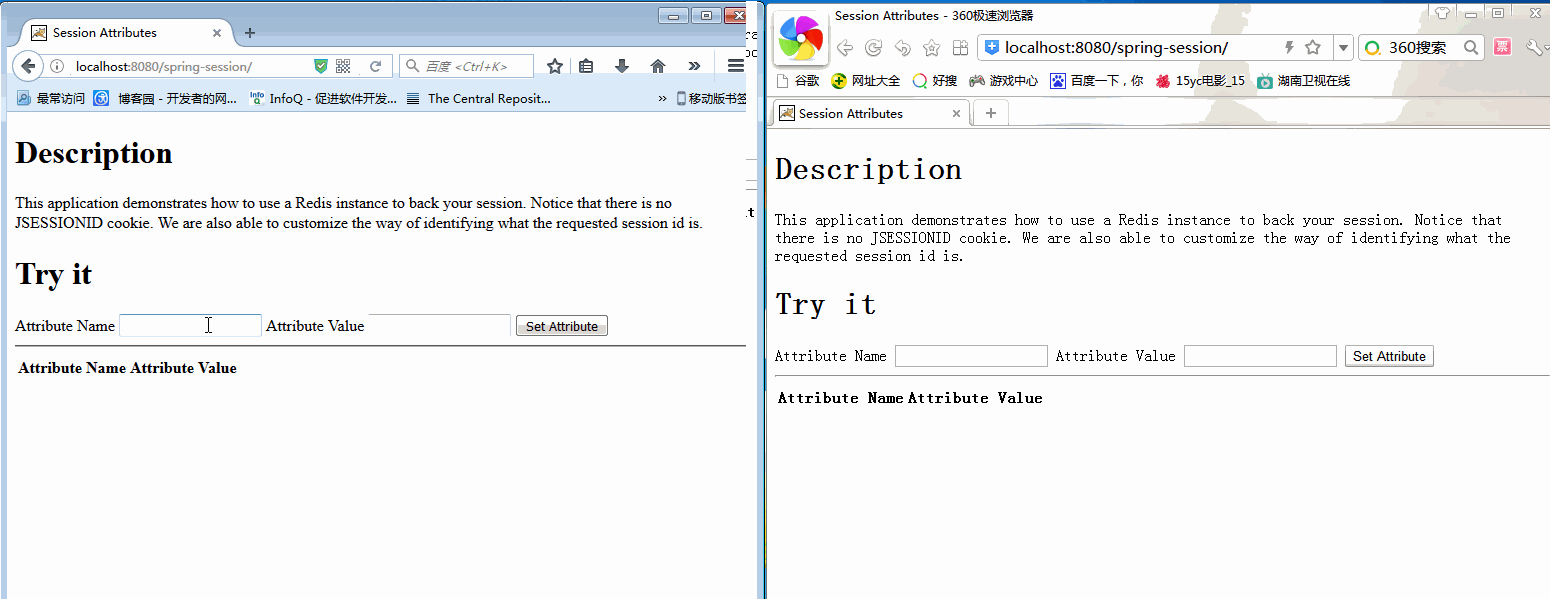 Session Attributes
localhost:8080/spring-session/
百度 <Ctrl+K>
最常访问 博客园 - 开发者的网... InfoQ - 促进软件开发... The Central Reposit... » 移动版书签
Description
This application demonstrates how to use a Redis instance to back your session. Notice that there is no
JSESSIONID cookie. We are also able to customize the way of identifying what the requested session id is.
Try it
Attribute Name Attribute Value Set Attribute
Attribute Name Attribute Value
Session Attributes - 360极速浏览器
localhost:8080/spring-session/ 360搜索 票
谷歌 网址大全 好搜 游戏中心 百度一下，你 15yc电影_15 湖南卫视在线
Session Attributes
Description
This application demonstrates how to use a Redis instance to back your session. Notice that
there is no JSESSIONID cookie. We are also able to customize the way of identifying what the
requested session id is.
Try it
Attribute Name Attribute Value Set Attribute
Attribute Name Attribute Value